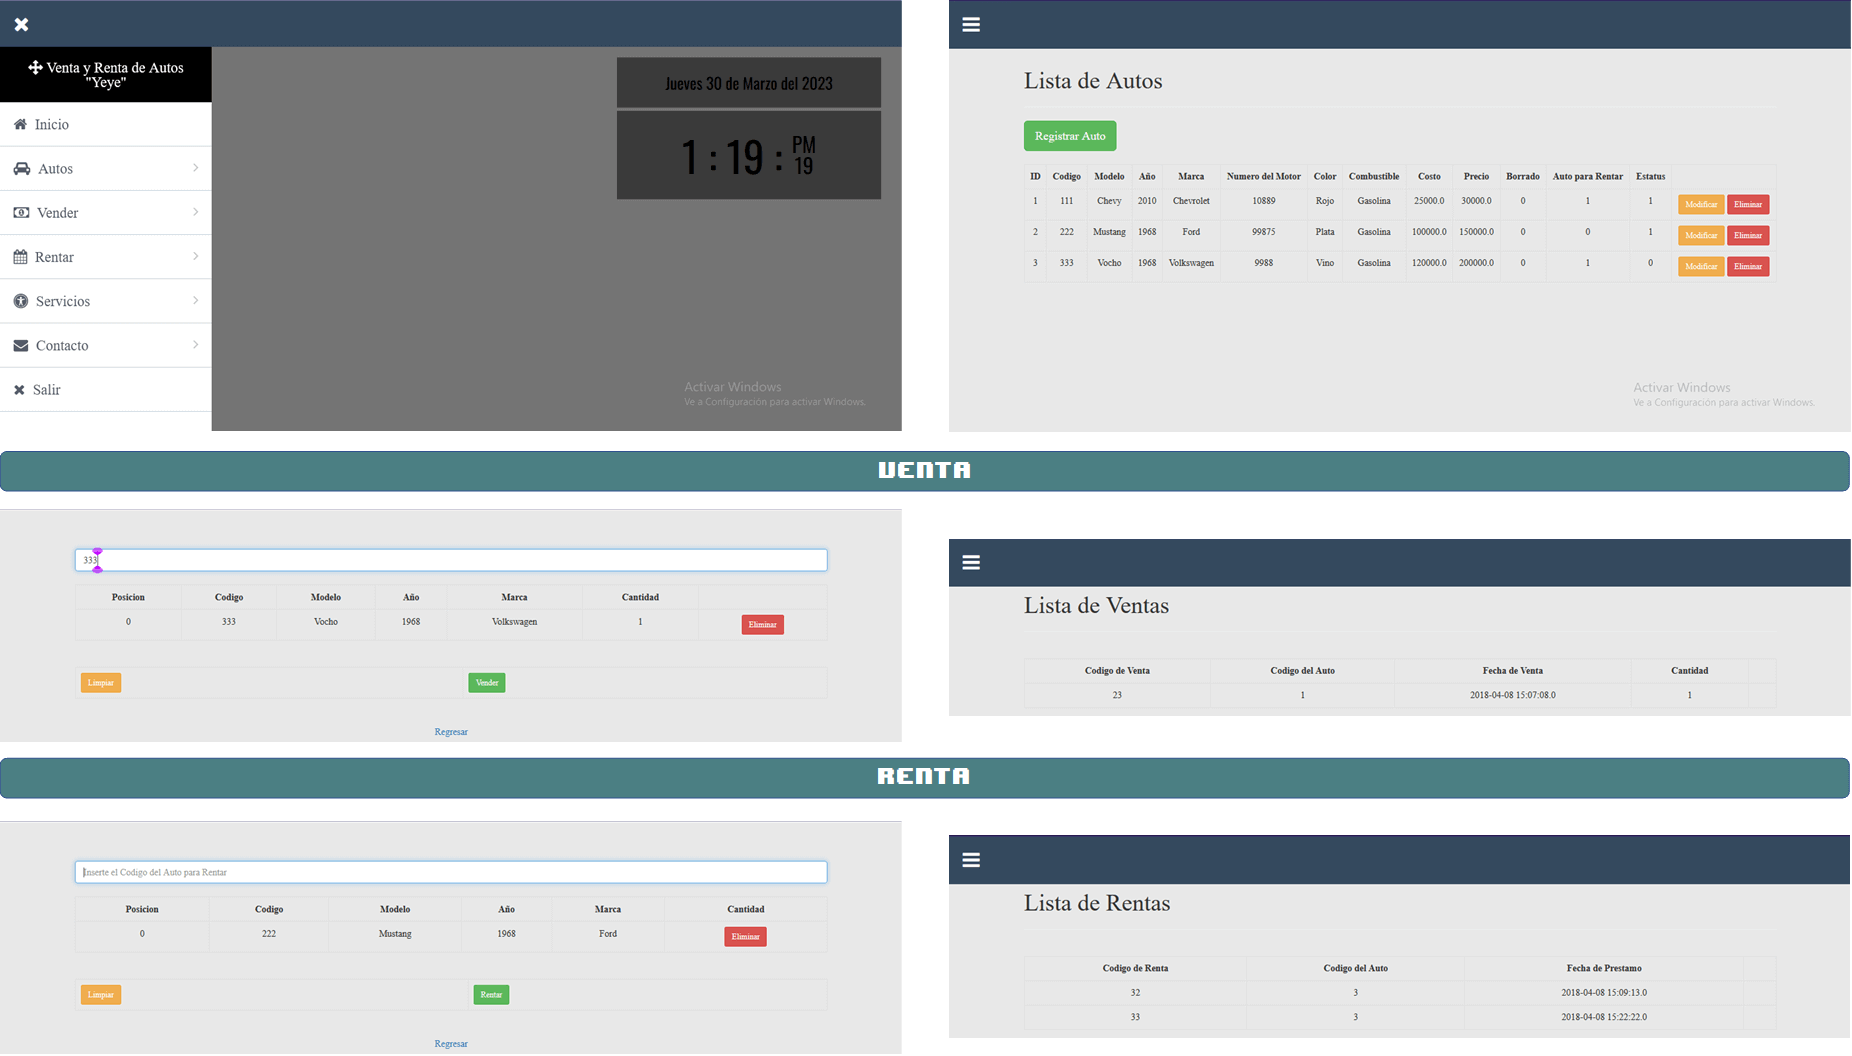 Venta y Renta de Autos
"Yeye"
Inicio
Autos
Vender
Rentar
Servicios
Contacto
Salir
Jueves 30 de Marzo del 2023
1 : 19 : PM 19
Activar Windows
Ve a Configuración para activar Windows.
Lista de Autos
Registrar Auto
ID Codigo Modelo Año Marca Numero del Motor Color Combustible Costo Precio Borrado Auto para Rentar Estatus
1 111 Chevy 2010 Chevrolet 10889 Rojo Gasolina 25000.0 30000.0 0 1 1 Modificar Eliminar
2 222 Mustang 1968 Ford 99875 Plata Gasolina 100000.0 150000.0 0 0 1 Modificar Eliminar
3 333 Vocho 1968 Volkswagen 9988 Vino Gasolina 120000.0 200000.0 0 1 0 Modificar Eliminar
Activar Windows
Ve a Configuración para activar Windows.
VENTA
333
Posicion Codigo Modelo Año Marca Cantidad
0 333 Vocho 1968 Volkswagen 1 Eliminar
Limpiar Vender
Regresar
Lista de Ventas
Codigo de Venta Codigo del Auto Fecha de Venta Cantidad
23 1 2018-04-08 15:07:08.0 1
RENTA
Inserte el Codigo del Auto para Rentar
Posicion Codigo Modelo Año Marca Cantidad
0 222 Mustang 1968 Ford Eliminar
Limpiar Rentar
Regresar
Lista de Rentas
Codigo de Renta Codigo del Auto Fecha de Prestamo
32 3 2018-04-08 15:09:13.0
33 3 2018-04-08 15:22:22.0